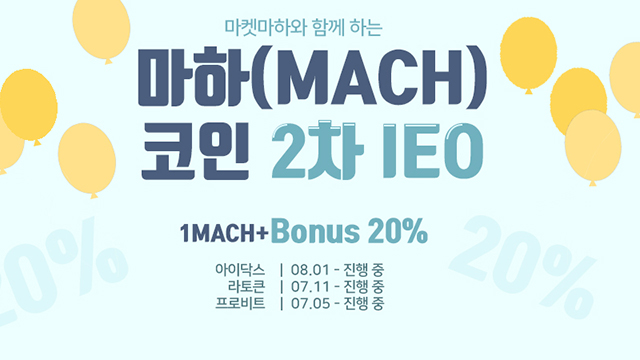 마켓마하와 함께 하는
마하(MACH)
코인 2차 IEO
1MACH+Bonus 20%
아이닥스 | 08.01 - 진행 중
라토큰 | 07.11 - 진행 중
프로비트 | 07.05 - 진행 중
20%
20%